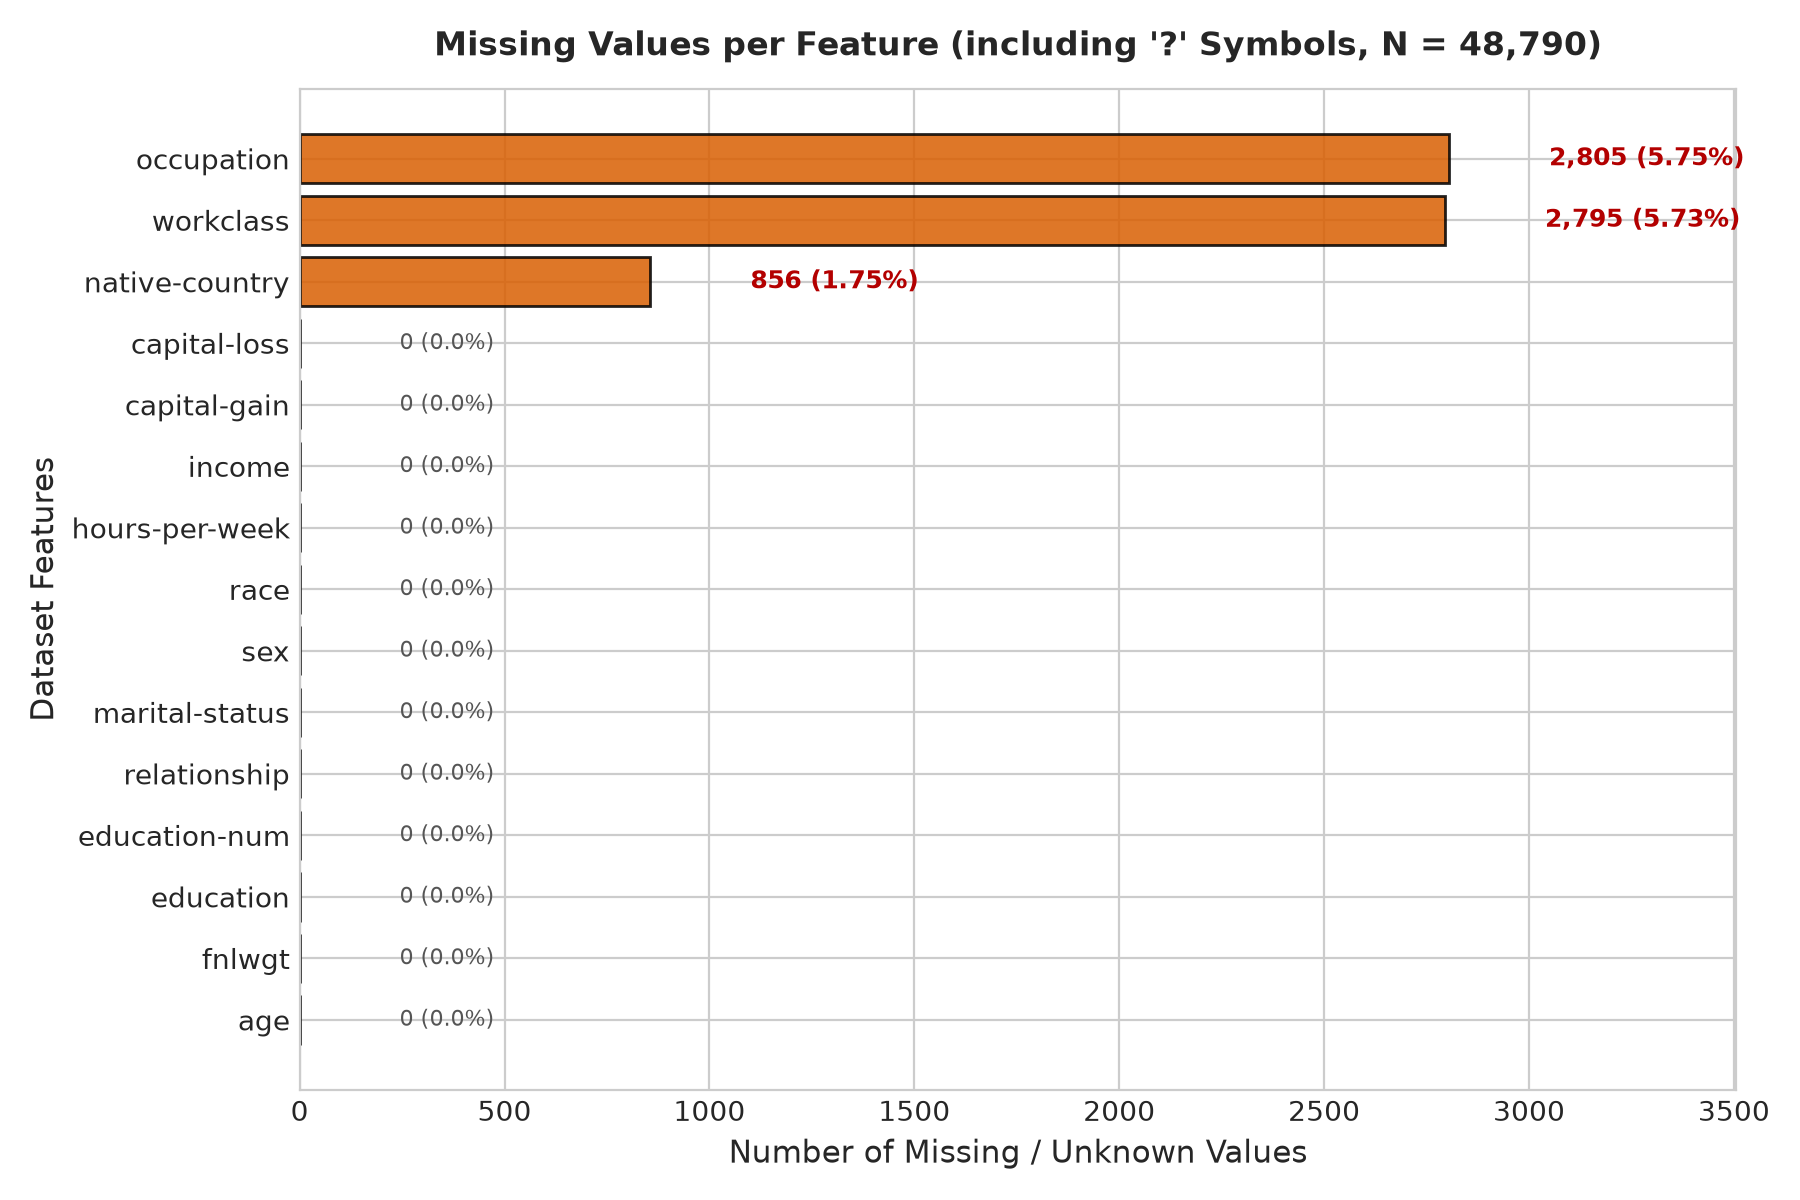 Missing Values per Feature (including '?' Symbols, N = 48,790)
occupation 2,805 (5.75%)
workclass 2,795 (5.73%)
native-country 856 (1.75%)
capital-loss 0 (0.0%)
capital-gain 0 (0.0%)
income 0 (0.0%)
hours-per-week 0 (0.0%)
race 0 (0.0%)
sex 0 (0.0%)
marital-status 0 (0.0%)
relationship 0 (0.0%)
education-num 0 (0.0%)
education 0 (0.0%)
fnlwgt 0 (0.0%)
age 0 (0.0%)
Dataset Features
0 500 1000 1500 2000 2500 3000 3500
Number of Missing / Unknown Values